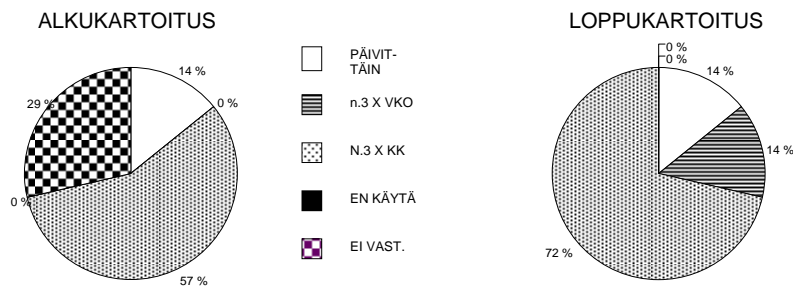 ALKUKARTOITUS
14 %
0 %
29 %
0 %
57 %
PÄIVIT-
TÄIN
n.3 X VKO
N.3 X KK
EN KÄYTÄ
EI VAST.
LOPPUKARTOITUS
0 %
0 %
14 %
14 %
72 %